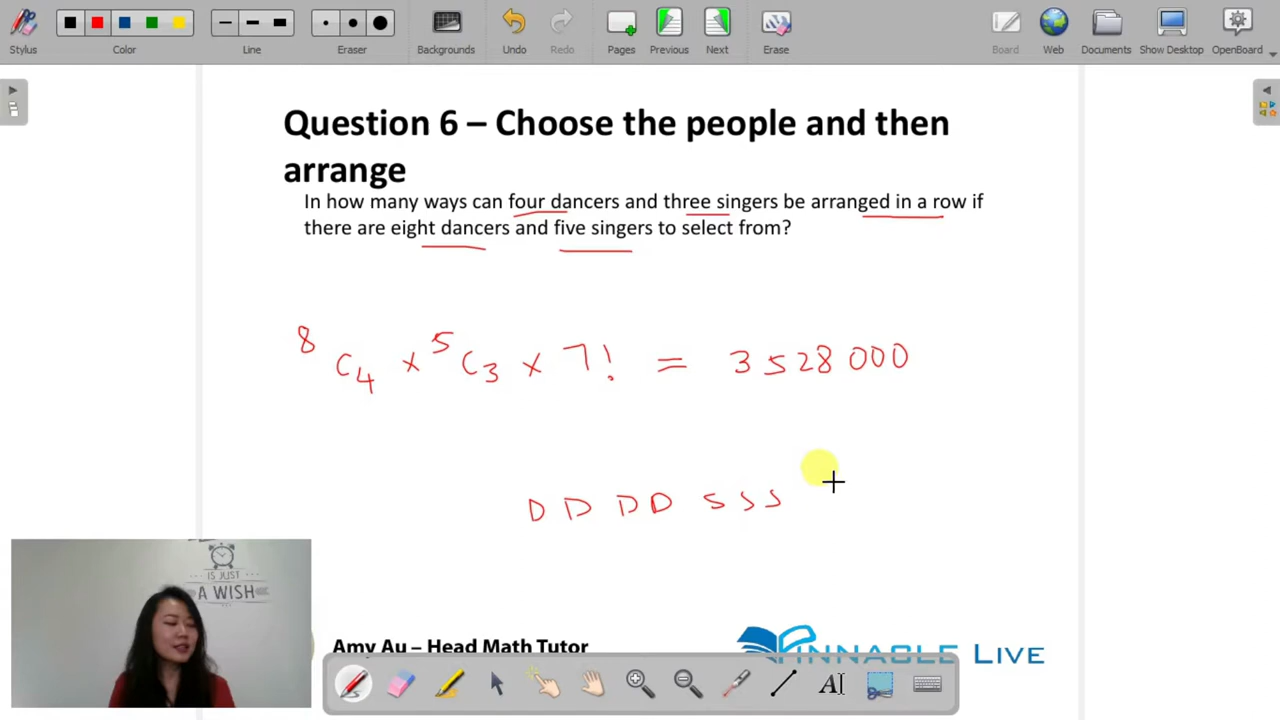 Stylus Color Line Eraser Backgrounds Undo Redo Pages Previous Next Erase Board Web Documents Show Desktop OpenBoard
Question 6 – Choose the people and then
arrange
In how many ways can four dancers and three singers be arranged in a row if
there are eight dancers and five singers to select from?
⁸C₄ × ⁵C₃ × 7! = 3528000
D D D D S S S
IS JUST
A WISH
Amy Au – Head Math Tutor
PINNACLE LIVE